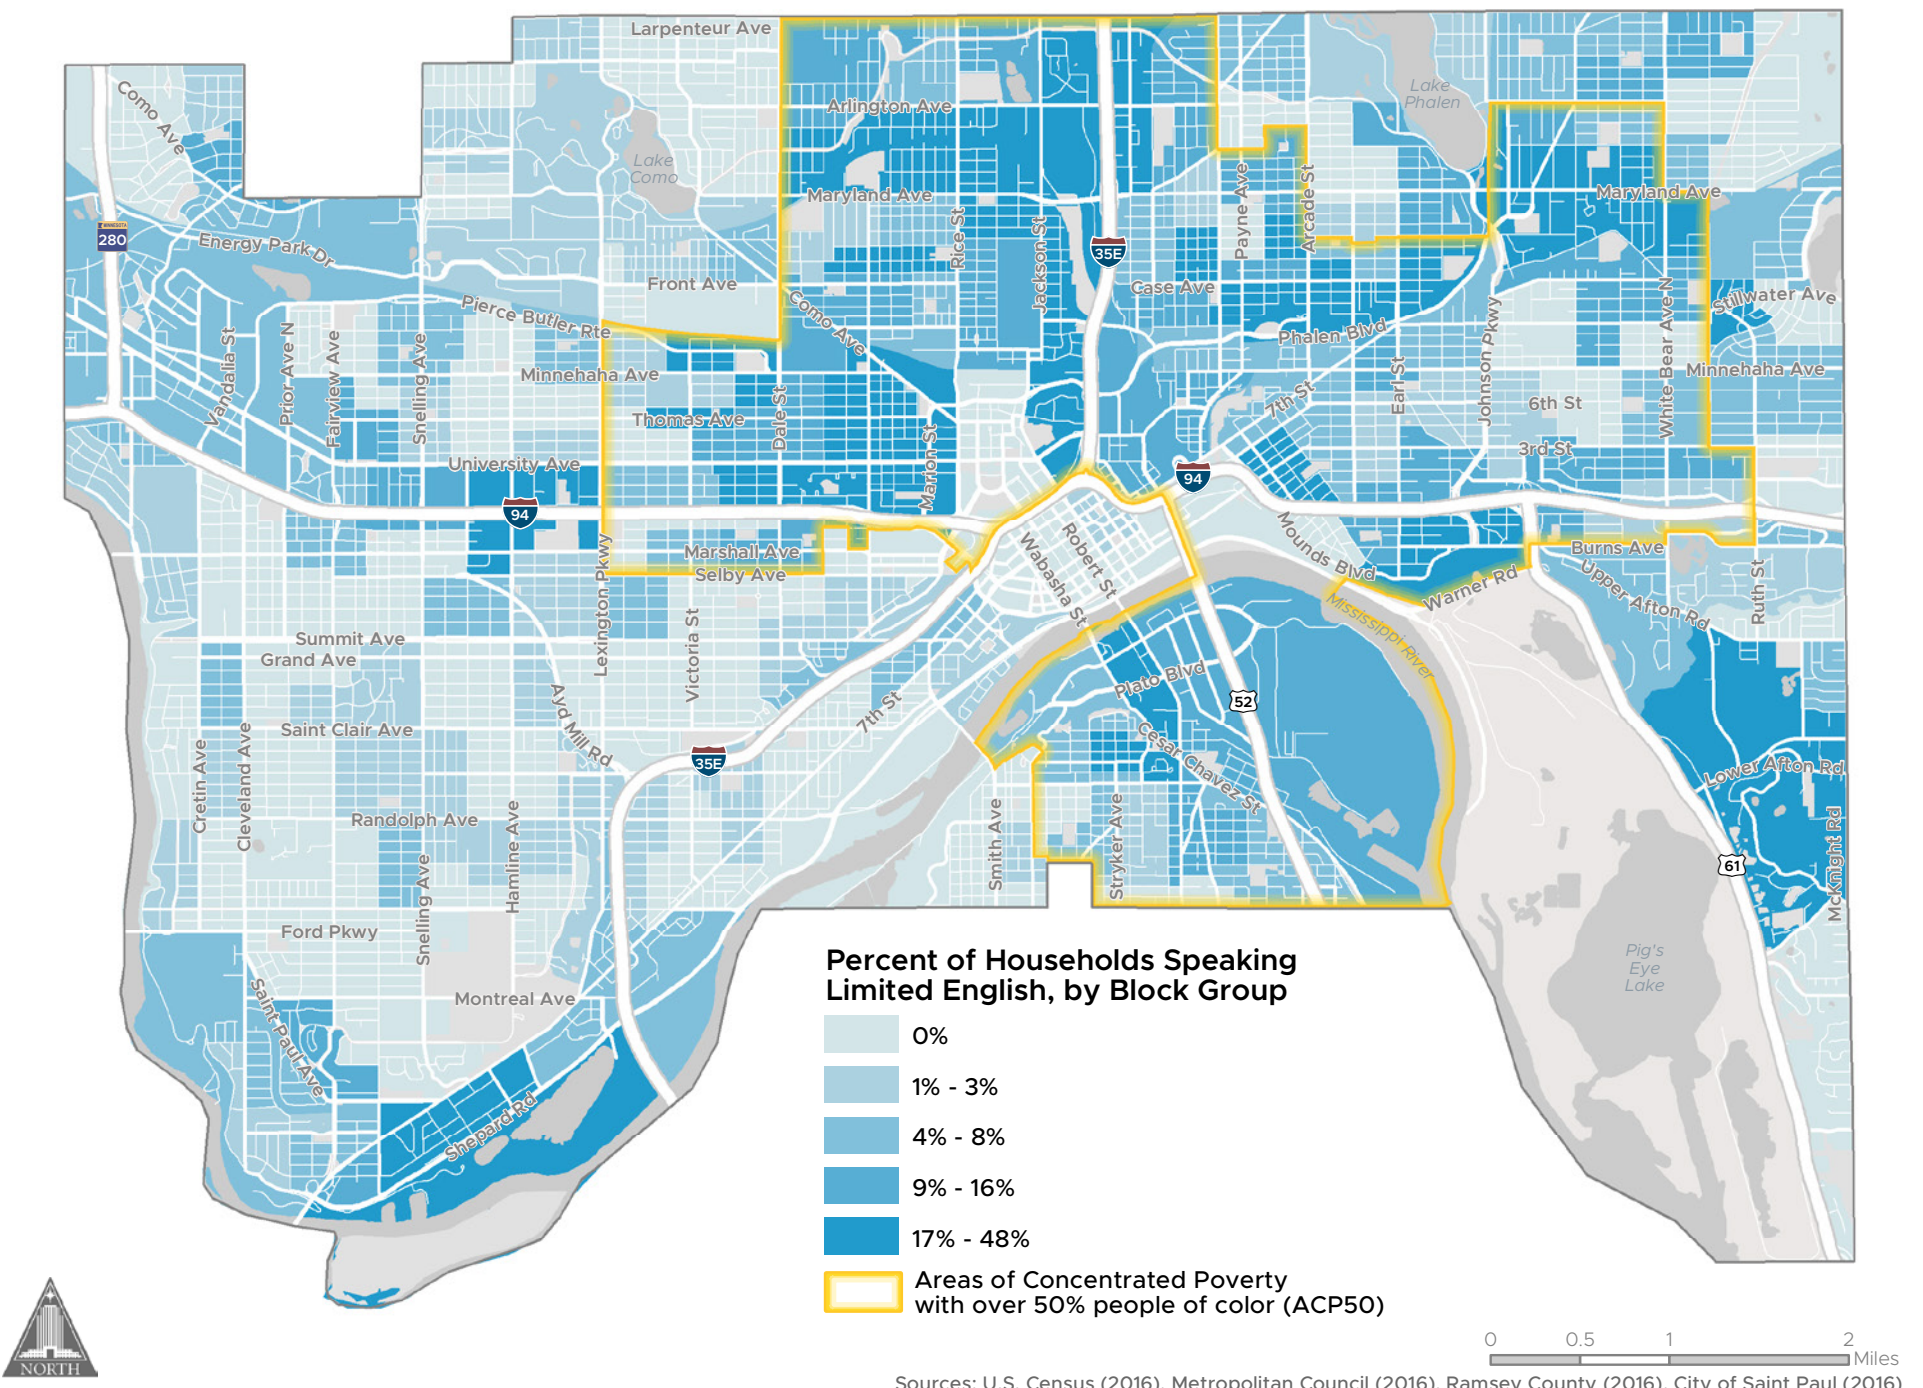 Larpenteur Ave
Como Ave
Arlington Ave
Lake
Phalen
Lake
Como
Maryland Ave
Maryland Ave
Payne Ave
Arcade St
Rice St
Jackson St
MINNESOTA
280
Energy Park Dr
35E
Front Ave
Case Ave
Stillwater Ave
Pierce Butler Rte
Como Ave
Phalen Blvd
Johnson Pkwy
White Bear Ave N
Vandalia St
Prior Ave N
Fairview Ave
Snelling Ave
Minnehaha Ave
Minnehaha Ave
Earl St
7th St
6th St
Thomas Ave
Dale St
Marion St
3rd St
University Ave
94
94
Robert St
Wabasha St
Mounds Blvd
Marshall Ave
Selby Ave
Burns Ave
Lexington Pkwy
Warner Rd
Upper Afton Rd
Ruth St
Mississippi River
Summit Ave
Grand Ave
Victoria St
Plato Blvd
Ayd Mill Rd
7th St
52
Saint Clair Ave
Cesar Chavez St
35E
Cretin Ave
Cleveland Ave
Lower Afton Rd
Randolph Ave
Hamline Ave
Smith Ave
Stryker Ave
McKnight Rd
61
Snelling Ave
Ford Pkwy
Pig's
Eye
Lake
Saint Paul Ave
Montreal Ave
Shepard Rd
Percent of Households Speaking
Limited English, by Block Group
0%
1% - 3%
4% - 8%
9% - 16%
17% - 48%
Areas of Concentrated Poverty
with over 50% people of color (ACP50)
NORTH
0 0.5 1 2
Miles
Sources: U.S. Census (2016), Metropolitan Council (2016), Ramsey County (2016), City of Saint Paul (2016)